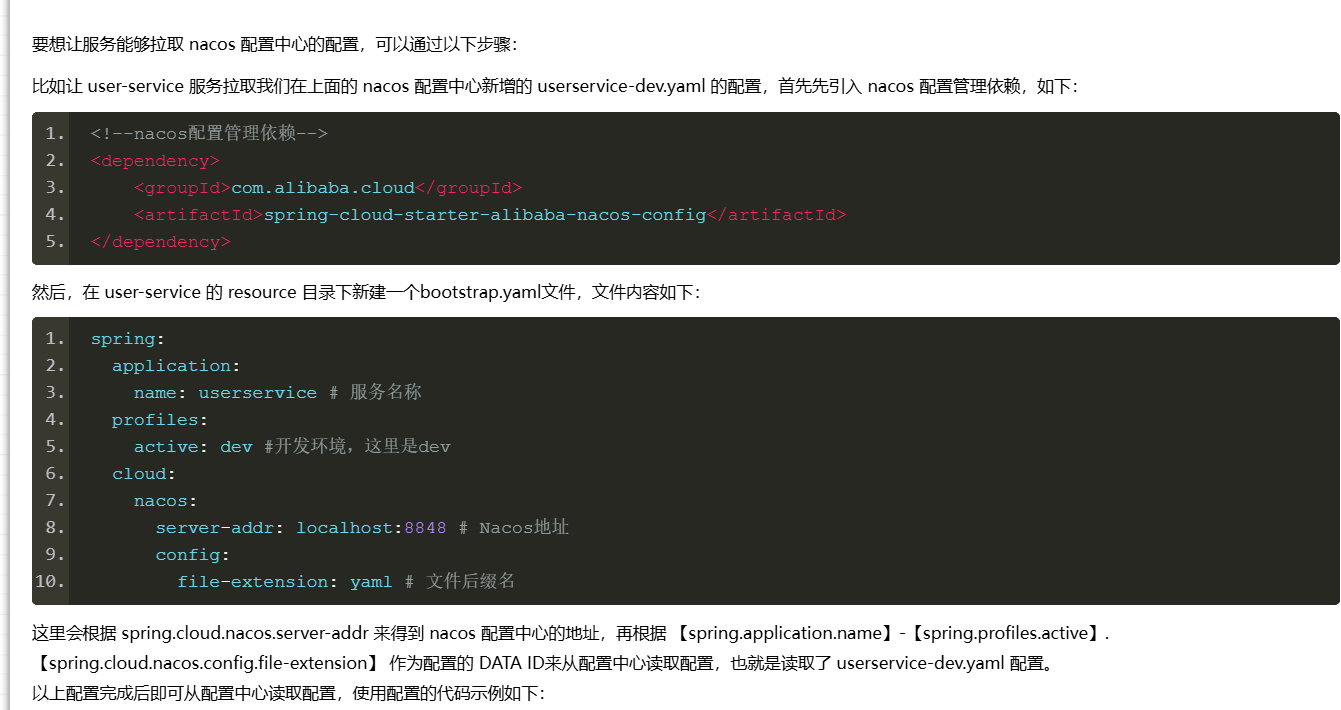 要想让服务能够拉取 nacos 配置中心的配置，可以通过以下步骤：
比如让 user-service 服务拉取我们在上面的 nacos 配置中心新增的 userservice-dev.yaml 的配置，首先先引入 nacos 配置管理依赖，如下：
1. <!--nacos配置管理依赖-->
2. <dependency>
3.     <groupId>com.alibaba.cloud</groupId>
4.     <artifactId>spring-cloud-starter-alibaba-nacos-config</artifactId>
5. </dependency>
然后，在 user-service 的 resource 目录下新建一个bootstrap.yaml文件，文件内容如下：
1. spring:
2.   application:
3.     name: userservice # 服务名称
4.   profiles:
5.     active: dev #开发环境，这里是dev
6.   cloud:
7.     nacos:
8.       server-addr: localhost:8848 # Nacos地址
9.       config:
10.         file-extension: yaml # 文件后缀名
这里会根据 spring.cloud.nacos.server-addr 来得到 nacos 配置中心的地址，再根据 【spring.application.name】-【spring.profiles.active】.
【spring.cloud.nacos.config.file-extension】 作为配置的 DATA ID来从配置中心读取配置，也就是读取了 userservice-dev.yaml 配置。
以上配置完成后即可从配置中心读取配置，使用配置的代码示例如下：